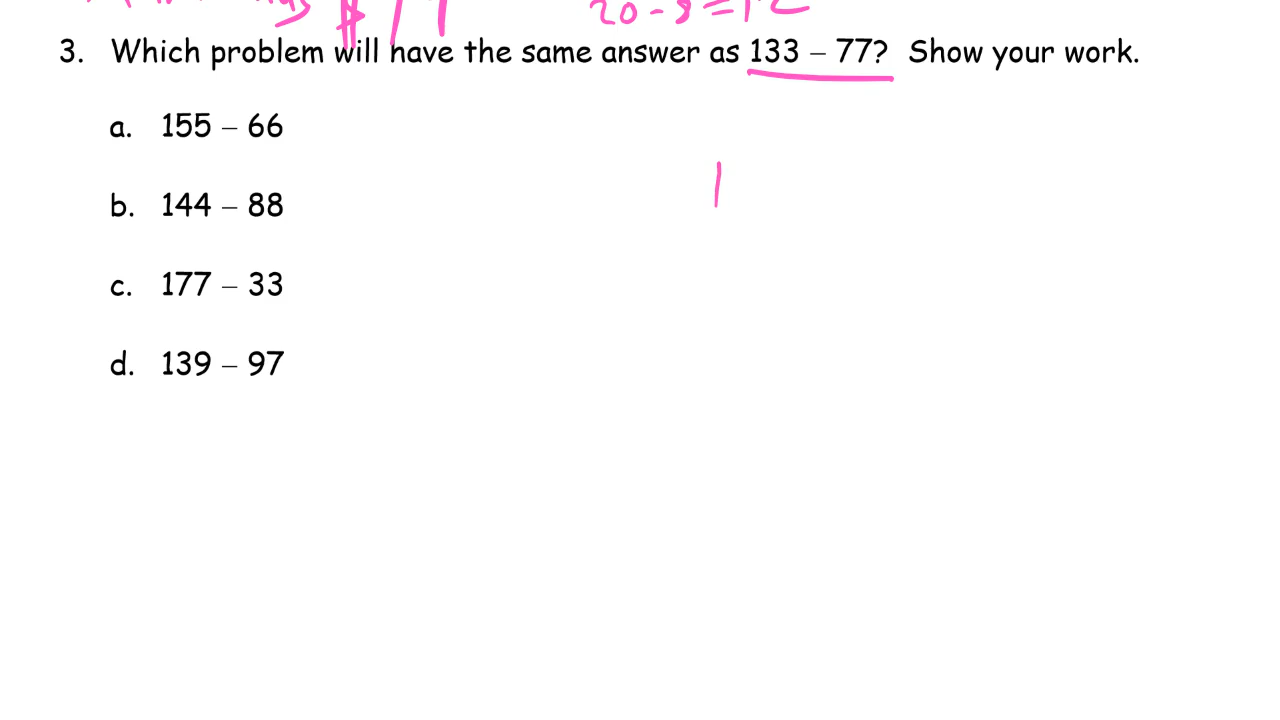 20 - 8 = 12
3. Which problem will have the same answer as 133 – 77? Show your work.
a. 155 – 66
b. 144 – 88
c. 177 – 33
d. 139 – 97